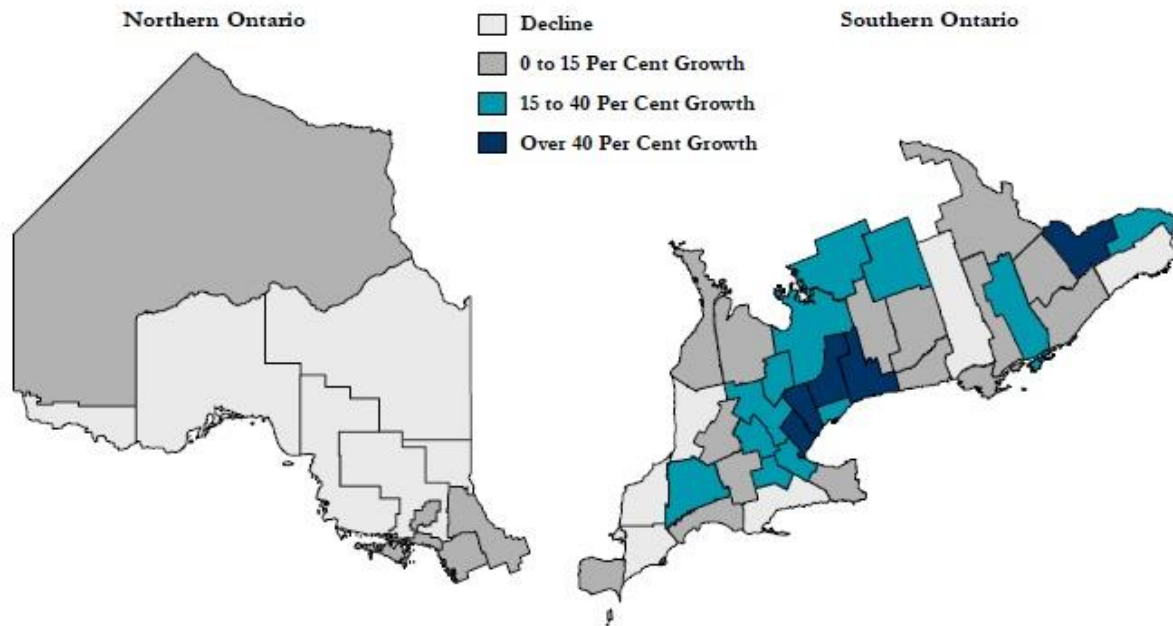 Northern Ontario
Decline
0 to 15 Per Cent Growth
15 to 40 Per Cent Growth
Over 40 Per Cent Growth
Southern Ontario